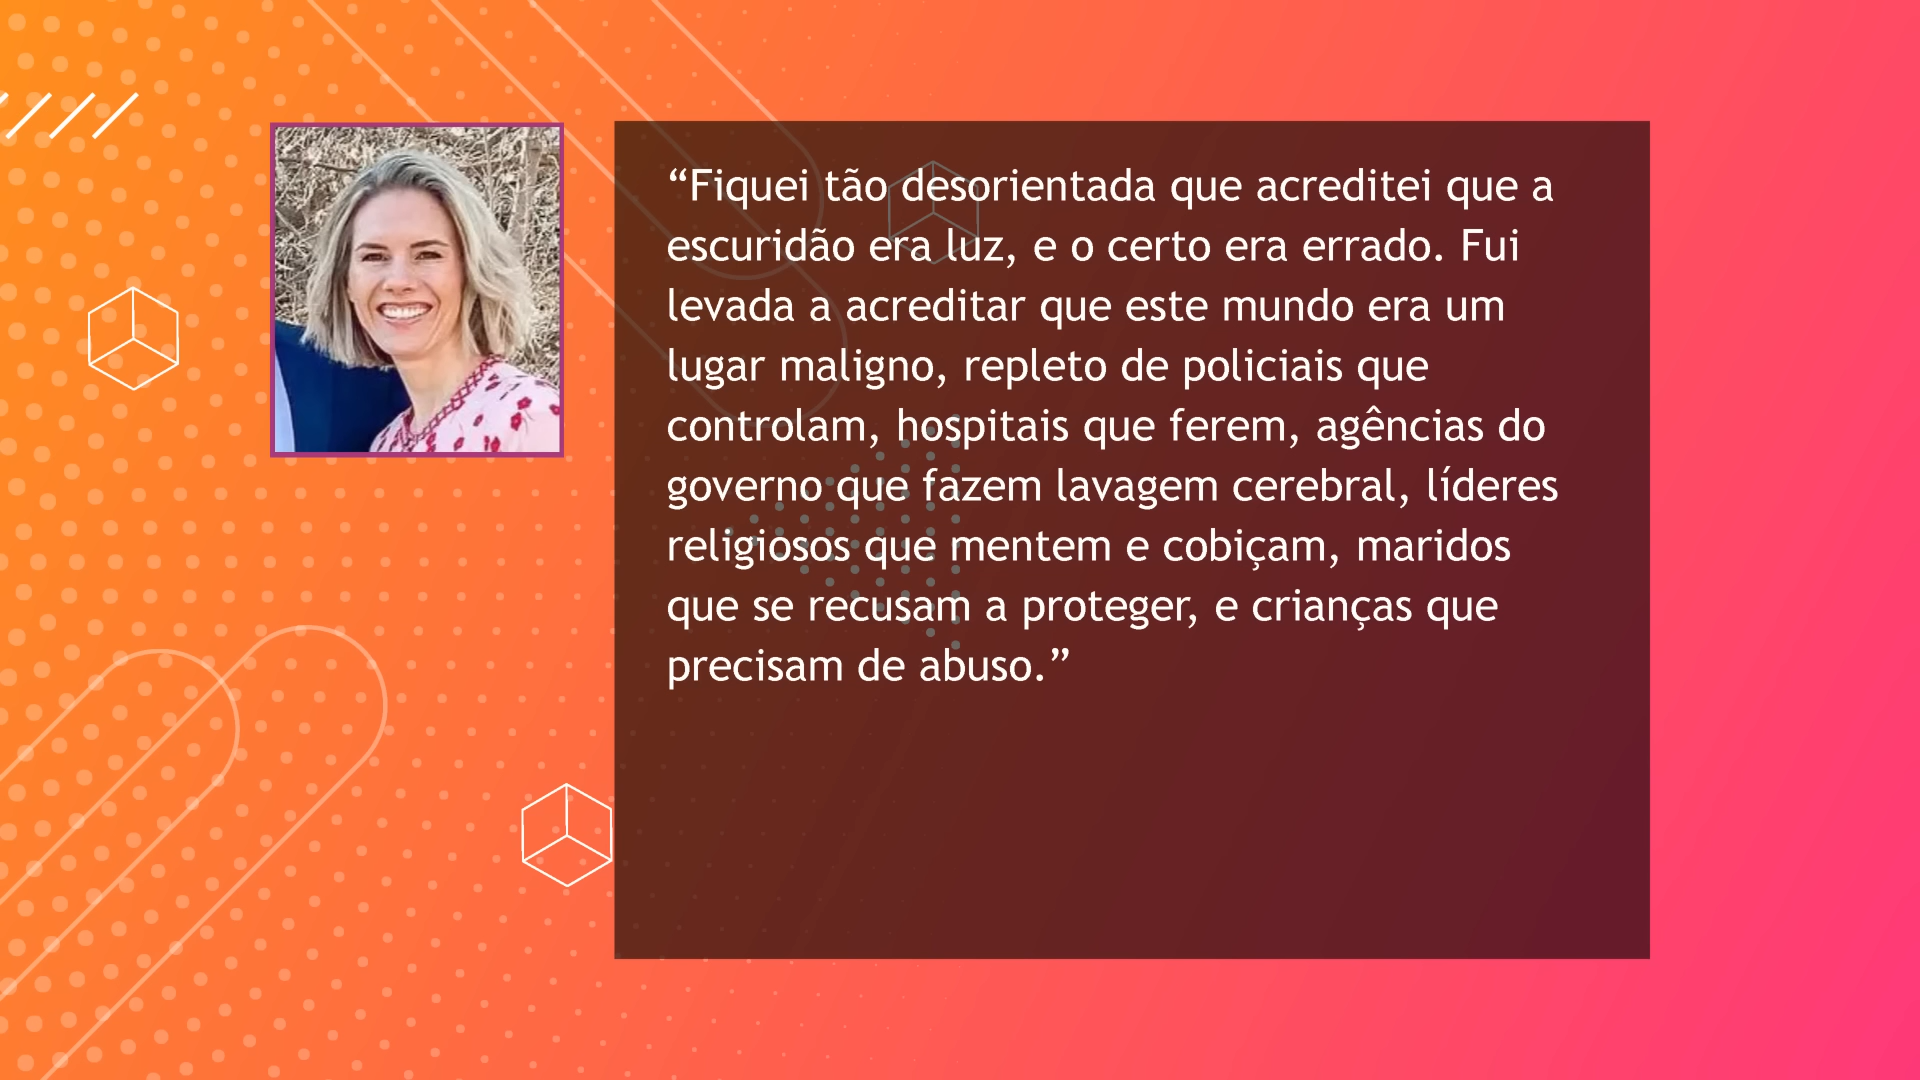 “Fiquei tão desorientada que acreditei que a
escuridão era luz, e o certo era errado. Fui
levada a acreditar que este mundo era um
lugar maligno, repleto de policiais que
controlam, hospitais que ferem, agências do
governo que fazem lavagem cerebral, líderes
religiosos que mentem e cobiçam, maridos
que se recusam a proteger, e crianças que
precisam de abuso.”